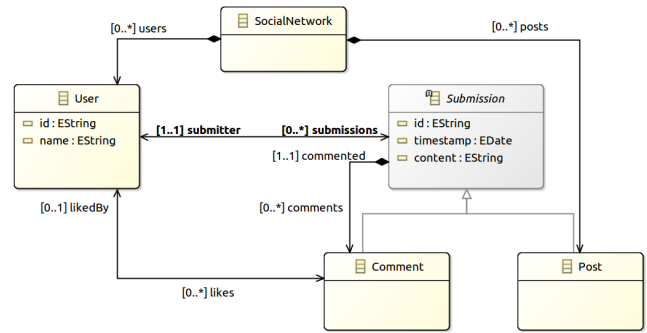 SocialNetwork
[0..*] users
[0..*] posts
User
id : EString
name : EString
Submission
id : EString
timestamp : EDate
content : EString
[1..1] submitter
[0..*] submissions
[1..1] commented
[0..1] likedBy
[0..*] comments
Comment
Post
[0..*] likes